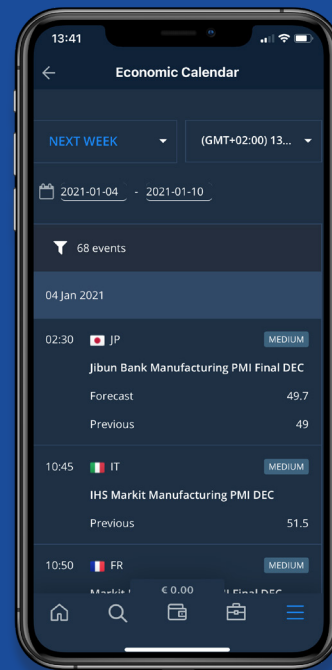 13:41
Economic Calendar
NEXT WEEK
(GMT+02:00) 13...
2021-01-04 - 2021-01-10
68 events
04 Jan 2021
02:30 JP MEDIUM
Jibun Bank Manufacturing PMI Final DEC
Forecast 49.7
Previous 49
10:45 IT MEDIUM
IHS Markit Manufacturing PMI DEC
Previous 51.5
10:50 FR MEDIUM
€ 0.00
Final DEC